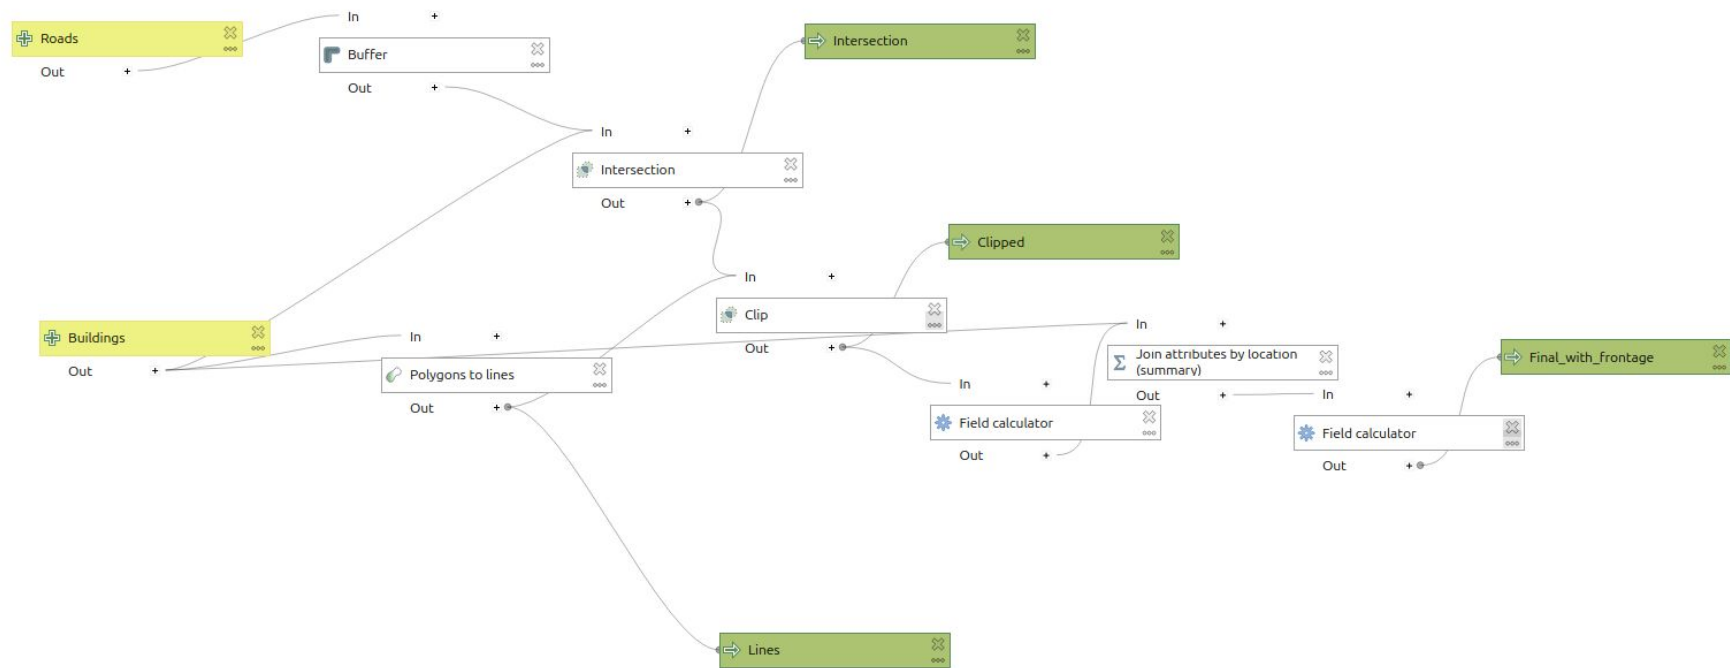 In
Roads
Out
Buffer
Out
Intersection
In
Intersection
Out
Clipped
In
Clip
Out
Buildings
Out
In
Polygons to lines
Out
In
Join attributes by location
(summary)
Out
In
Field calculator
Out
In
Field calculator
Out
Final_with_frontage
Lines